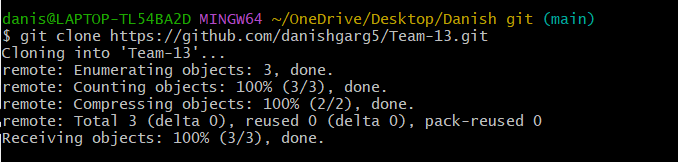 danis@LAPTOP-TL54BA2D MINGW64 ~/OneDrive/Desktop/Danish git (main)
$ git clone https://github.com/danishgarg5/Team-13.git
Cloning into 'Team-13'...
remote: Enumerating objects: 3, done.
remote: Counting objects: 100% (3/3), done.
remote: Compressing objects: 100% (2/2), done.
remote: Total 3 (delta 0), reused 0 (delta 0), pack-reused 0
Receiving objects: 100% (3/3), done.